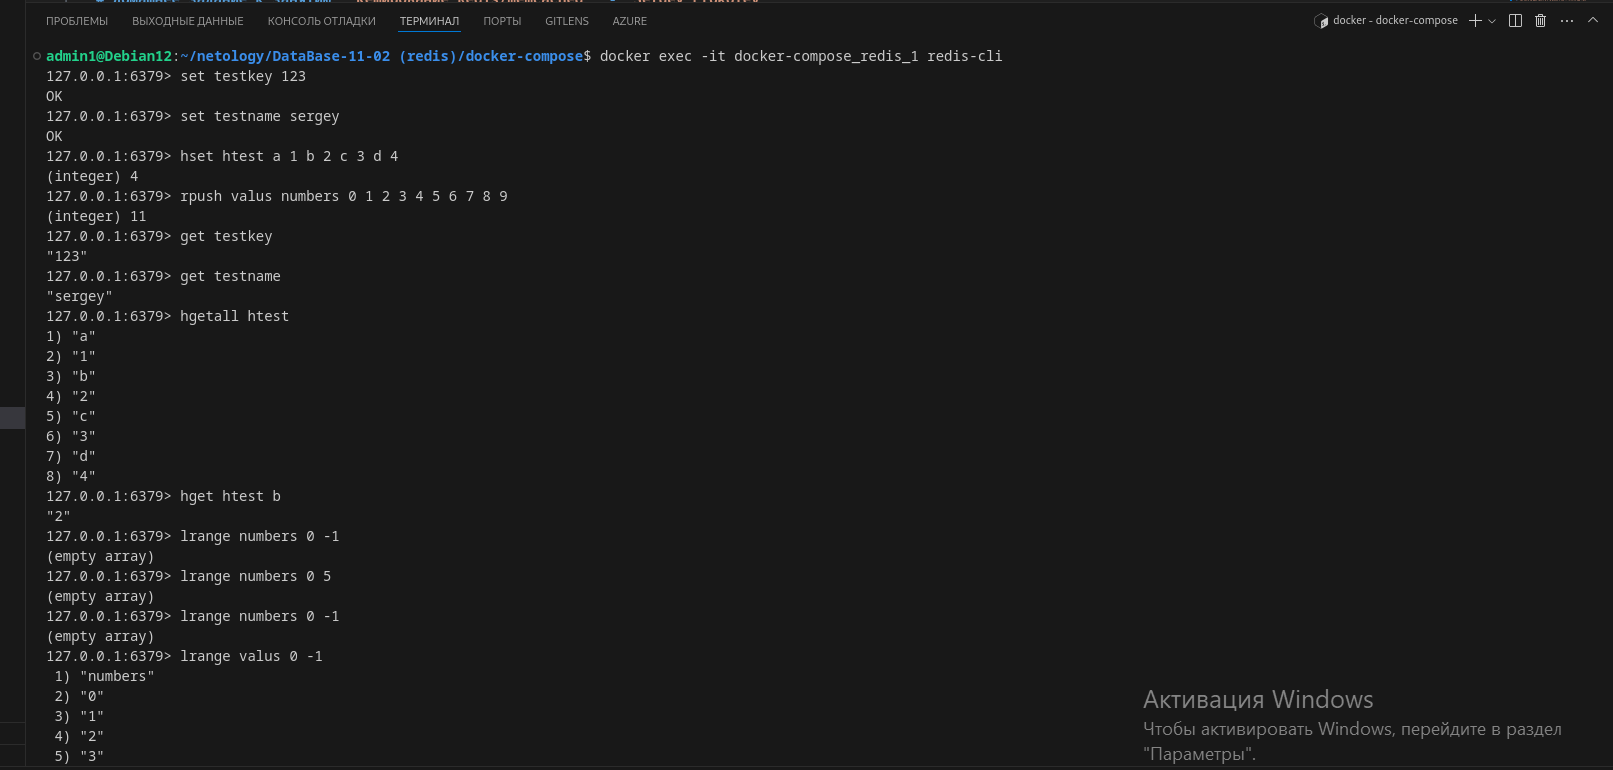 ПРОБЛЕМЫ ВЫХОДНЫЕ ДАННЫЕ КОНСОЛЬ ОТЛАДКИ ТЕРМИНАЛ ПОРТЫ GITLENS AZURE docker - docker-compose
admin1@Debian12:~/netology/DataBase-11-02 (redis)/docker-compose$ docker exec -it docker-compose_redis_1 redis-cli
127.0.0.1:6379> set testkey 123
OK
127.0.0.1:6379> set testname sergey
OK
127.0.0.1:6379> hset htest a 1 b 2 c 3 d 4
(integer) 4
127.0.0.1:6379> rpush valus numbers 0 1 2 3 4 5 6 7 8 9
(integer) 11
127.0.0.1:6379> get testkey
"123"
127.0.0.1:6379> get testname
"sergey"
127.0.0.1:6379> hgetall htest
1) "a"
2) "1"
3) "b"
4) "2"
5) "c"
6) "3"
7) "d"
8) "4"
127.0.0.1:6379> hget htest b
"2"
127.0.0.1:6379> lrange numbers 0 -1
(empty array)
127.0.0.1:6379> lrange numbers 0 5
(empty array)
127.0.0.1:6379> lrange numbers 0 -1
(empty array)
127.0.0.1:6379> lrange valus 0 -1
1) "numbers"
2) "0"
3) "1"
4) "2"
5) "3"
Активация Windows
Чтобы активировать Windows, перейдите в раздел
"Параметры".